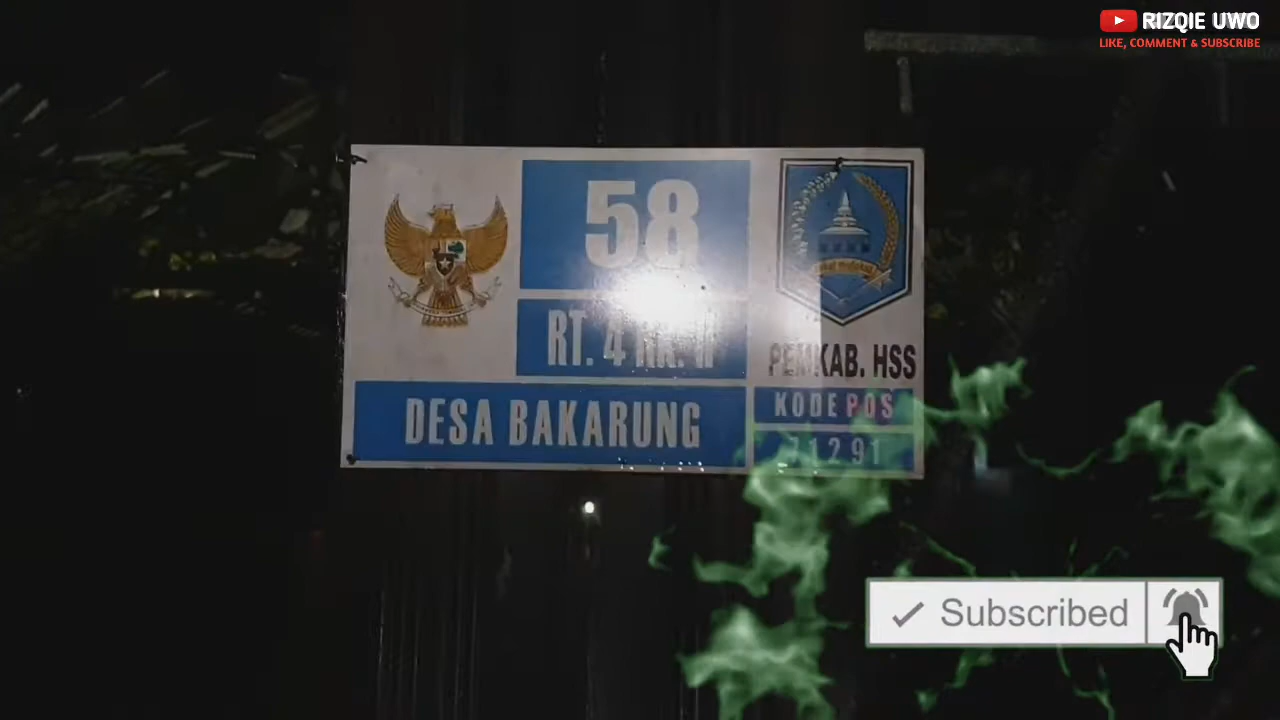 RIZQIE UWO
LIKE, COMMENT & SUBSCRIBE
58
RT. 4
PEMKAB. HSS
DESA BAKARUNG
KODE POS
71291
Subscribed